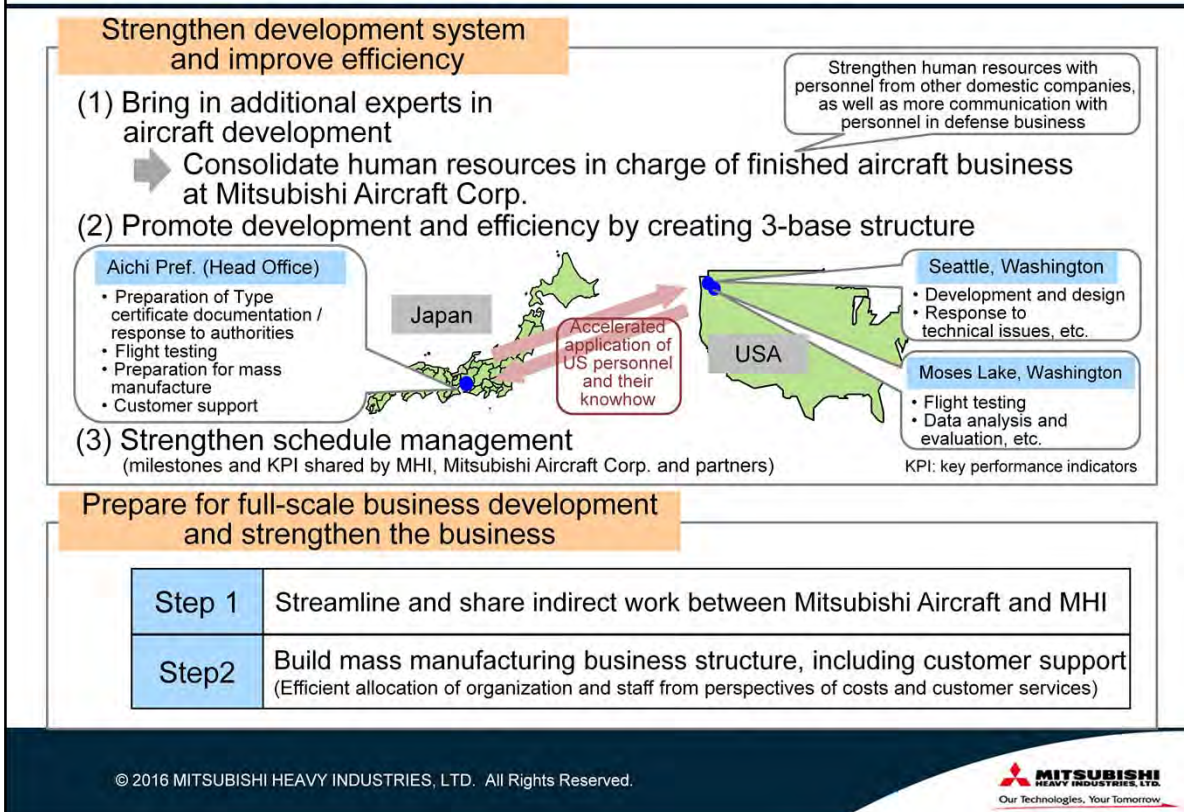 Strengthen development system
and improve efficiency
Strengthen human resources with
personnel from other domestic companies,
as well as more communication with
personnel in defense business
(1) Bring in additional experts in
aircraft development
Consolidate human resources in charge of finished aircraft business
at Mitsubishi Aircraft Corp.
(2) Promote development and efficiency by creating 3-base structure
Aichi Pref. (Head Office)
• Preparation of Type
certificate documentation /
response to authorities
• Flight testing
• Preparation for mass
manufacture
• Customer support
Japan
Accelerated
application of
US personnel
and their
knowhow
USA
Seattle, Washington
• Development and design
• Response to
technical issues, etc.
Moses Lake, Washington
• Flight testing
• Data analysis and
evaluation, etc.
(3) Strengthen schedule management
(milestones and KPI shared by MHI, Mitsubishi Aircraft Corp. and partners)
KPI: key performance indicators
Prepare for full-scale business development
and strengthen the business
Step 1
Streamline and share indirect work between Mitsubishi Aircraft and MHI
Step2
Build mass manufacturing business structure, including customer support
(Efficient allocation of organization and staff from perspectives of costs and customer services)
© 2016 MITSUBISHI HEAVY INDUSTRIES, LTD. All Rights Reserved.
MITSUBISHI
HEAVY INDUSTRIES, LTD.
Our Technologies, Your Tomorrow